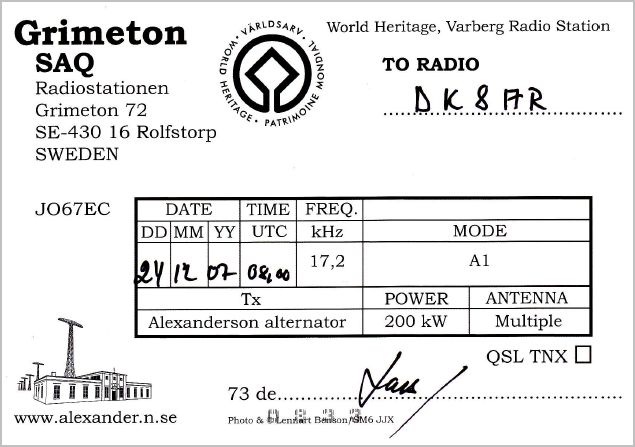 Grimeton
SAQ
Radiostationen
Grimeton 72
SE-430 16 Rolfstorp
SWEDEN
· VÄRLDSARV · WORLD HERITAGE · PATRIMOINE MONDIAL
World Heritage, Varberg Radio Station
TO RADIO
DK8AR
JO67EC
DATE TIME FREQ.
DD MM YY UTC kHz MODE
24 12 07 08,00 17,2 A1
Tx POWER ANTENNA
Alexanderson alternator 200 kW Multiple
QSL TNX
73 de
www.alexander.n.se
Photo & © Lennart Benson/SM6 JJX